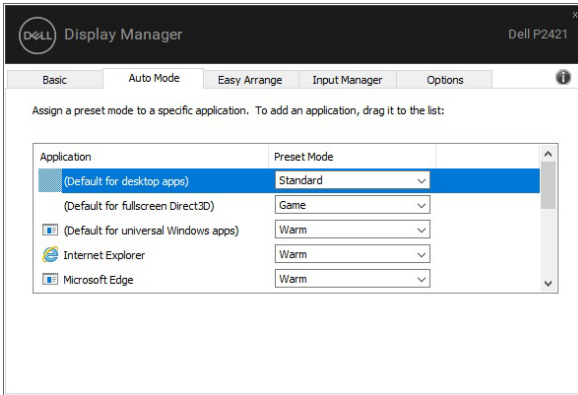 DELL Display Manager Dell P2421
Basic Auto Mode Easy Arrange Input Manager Options
Assign a preset mode to a specific application. To add an application, drag it to the list:
Application Preset Mode
(Default for desktop apps) Standard
(Default for fullscreen Direct3D) Game
(Default for universal Windows apps) Warm
Internet Explorer Warm
Microsoft Edge Warm